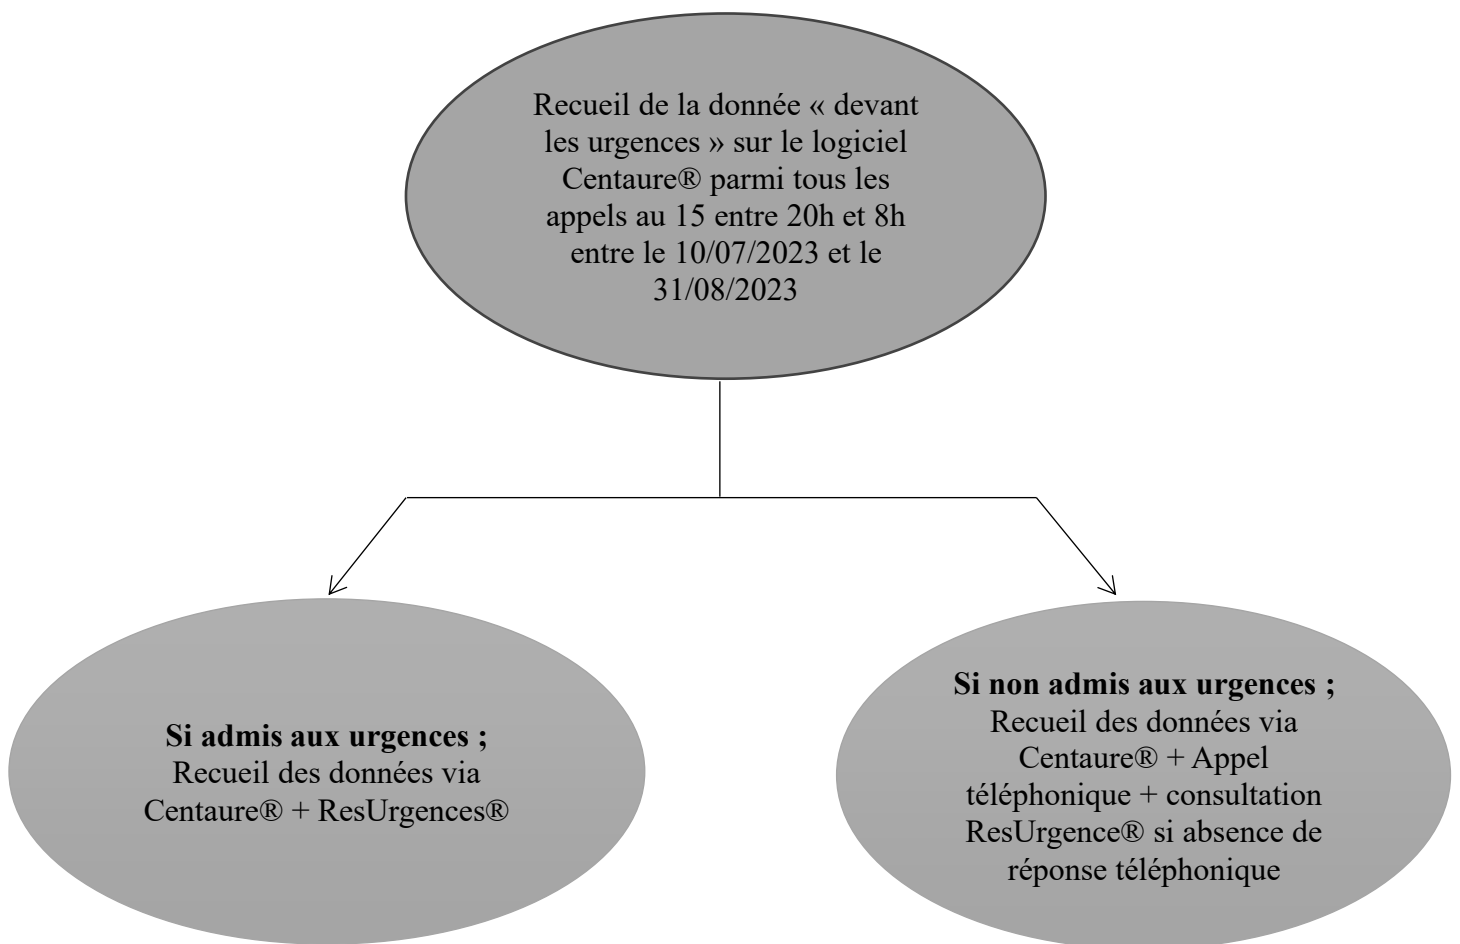 Recueil de la donnée « devant
les urgences » sur le logiciel
Centaure® parmi tous les
appels au 15 entre 20h et 8h
entre le 10/07/2023 et le
31/08/2023
Si admis aux urgences ;
Recueil des données via
Centaure® + ResUrgences®
Si non admis aux urgences ;
Recueil des données via
Centaure® + Appel
téléphonique + consultation
ResUrgence® si absence de
réponse téléphonique